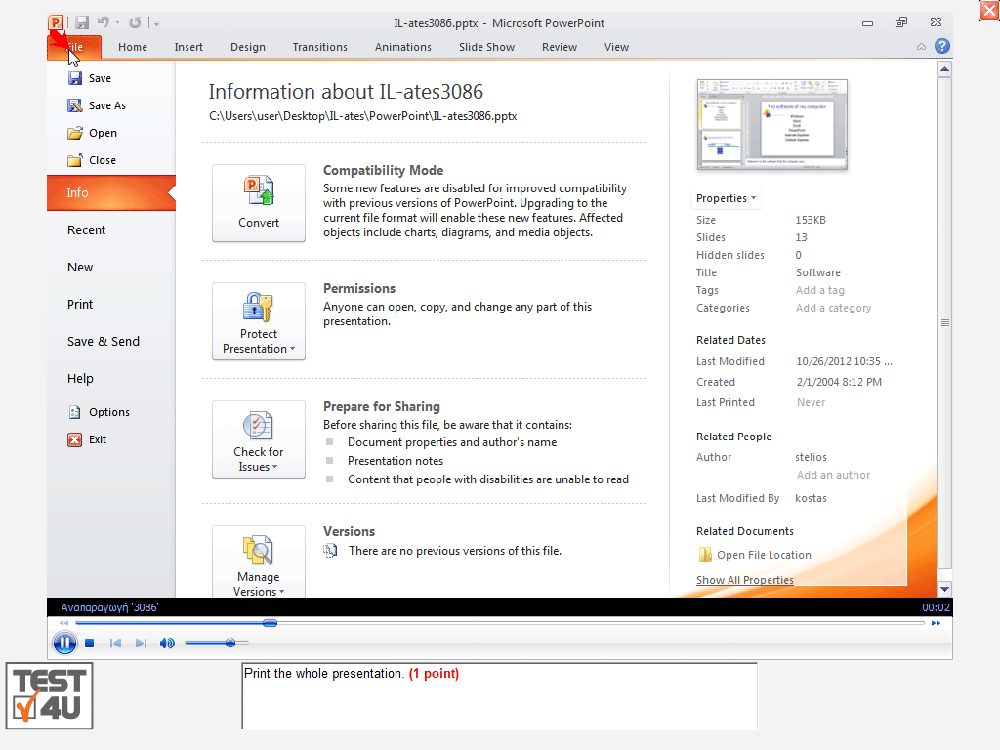 IL-ates3086.pptx - Microsoft PowerPoint
File Home Insert Design Transitions Animations Slide Show Review View
Save
Save As
Open
Close
Info
Recent
New
Print
Save & Send
Help
Options
Exit
Information about IL-ates3086
C:\Users\user\Desktop\IL-ates\PowerPoint\IL-ates3086.pptx
Convert
Compatibility Mode
Some new features are disabled for improved compatibility
with previous versions of PowerPoint. Upgrading to the
current file format will enable these new features. Affected
objects include charts, diagrams, and media objects.
Protect
Presentation
Permissions
Anyone can open, copy, and change any part of this
presentation.
Check for
Issues
Prepare for Sharing
Before sharing this file, be aware that it contains:
Document properties and author's name
Presentation notes
Content that people with disabilities are unable to read
Manage
Versions
Versions
There are no previous versions of this file.
Properties
Size 153KB
Slides 13
Hidden slides 0
Title Software
Tags Add a tag
Categories Add a category
Related Dates
Last Modified 10/26/2012 10:35 ...
Created 2/1/2004 8:12 PM
Last Printed Never
Related People
Author stelios
Add an author
Last Modified By kostas
Related Documents
Open File Location
Show All Properties
Αναπαραγωγή '3086' 00:02
TEST
4U
Print the whole presentation. (1 point)